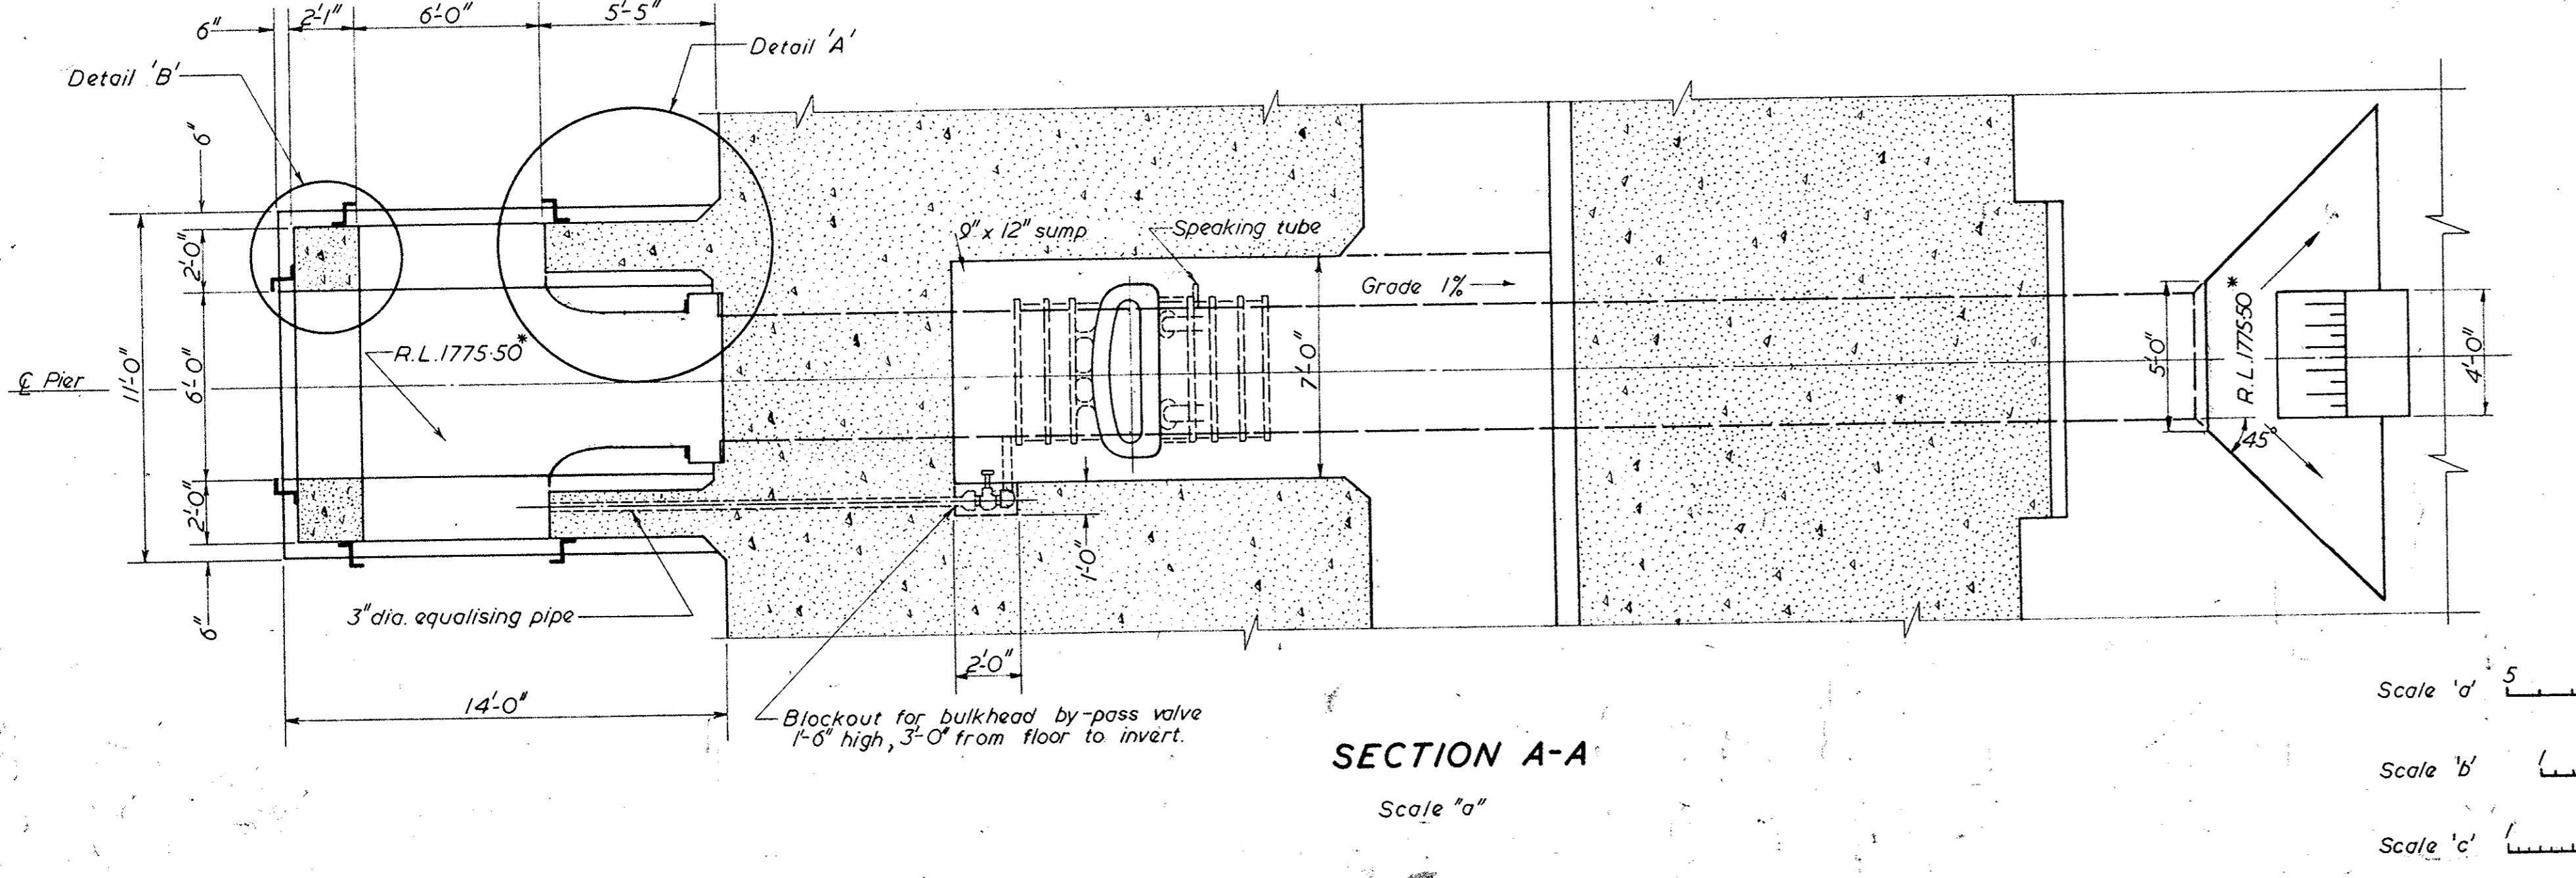 6"
2'-1"
6'-0"
5'-5"
Detail 'A'
Detail 'B'
6"
9" x 12" sump
Speaking tube
2'-0"
Grade 1%
R.L.1775·50*
R.L.1775·50*
℄ Pier
11'-0"
6'-0"
7'-0"
5'-0"
4'-0"
45°
2'-0"
1'-0"
3" dia. equalising pipe
6"
2'-0"
14'-0"
Blockout for bulkhead by-pass valve
1'-6" high, 3'-0" from floor to invert.
SECTION A-A
Scale "a"
Scale 'a' 5
Scale 'b' 1
Scale 'c' 1